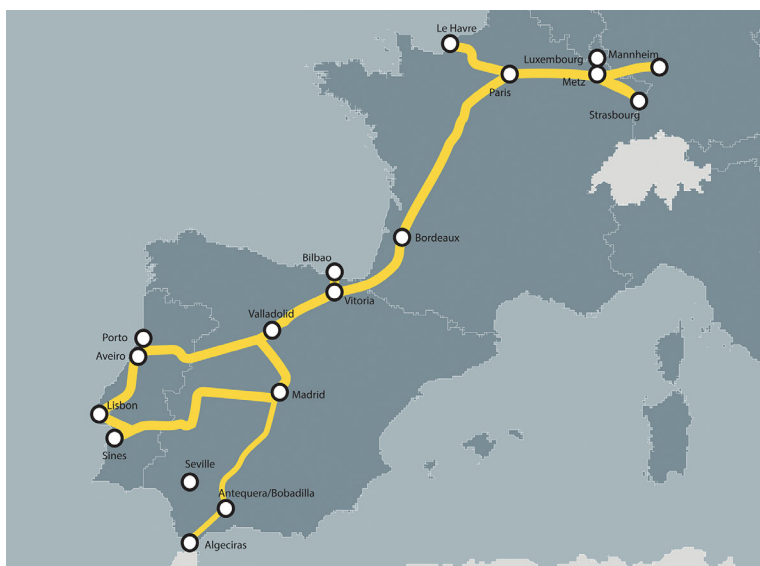 Le Havre
Luxembourg
Mannheim
Paris
Metz
Strasbourg
Bordeaux
Bilbao
Vitoria
Valladolid
Porto
Aveiro
Madrid
Lisbon
Sines
Seville
Antequera/Bobadilla
Algeciras